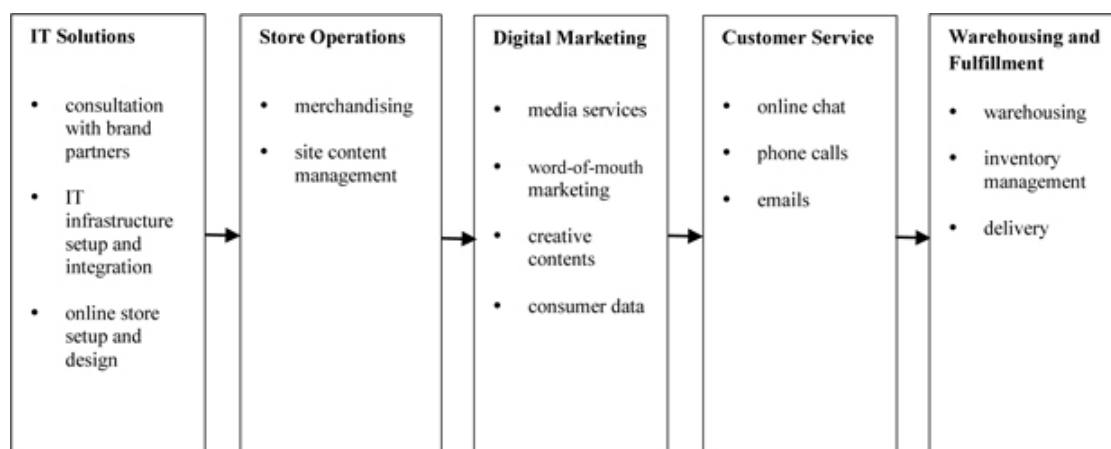 IT Solutions
• consultation
with brand
partners
• IT
infrastructure
setup and
integration
• online store
setup and
design
Store Operations
• merchandising
• site content
management
Digital Marketing
• media services
• word-of-mouth
marketing
• creative
contents
• consumer data
Customer Service
• online chat
• phone calls
• emails
Warehousing and
Fulfillment
• warehousing
• inventory
management
• delivery